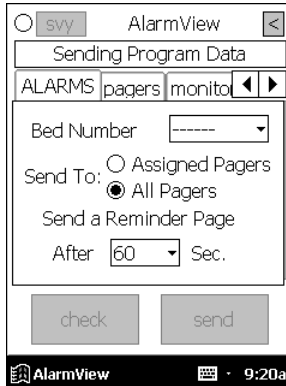 svy AlarmView <
Sending Program Data
ALARMS pagers monito
Bed Number ------
Send To: Assigned Pagers
All Pagers
Send a Reminder Page
After 60 Sec.
check send
AlarmView 9:20a